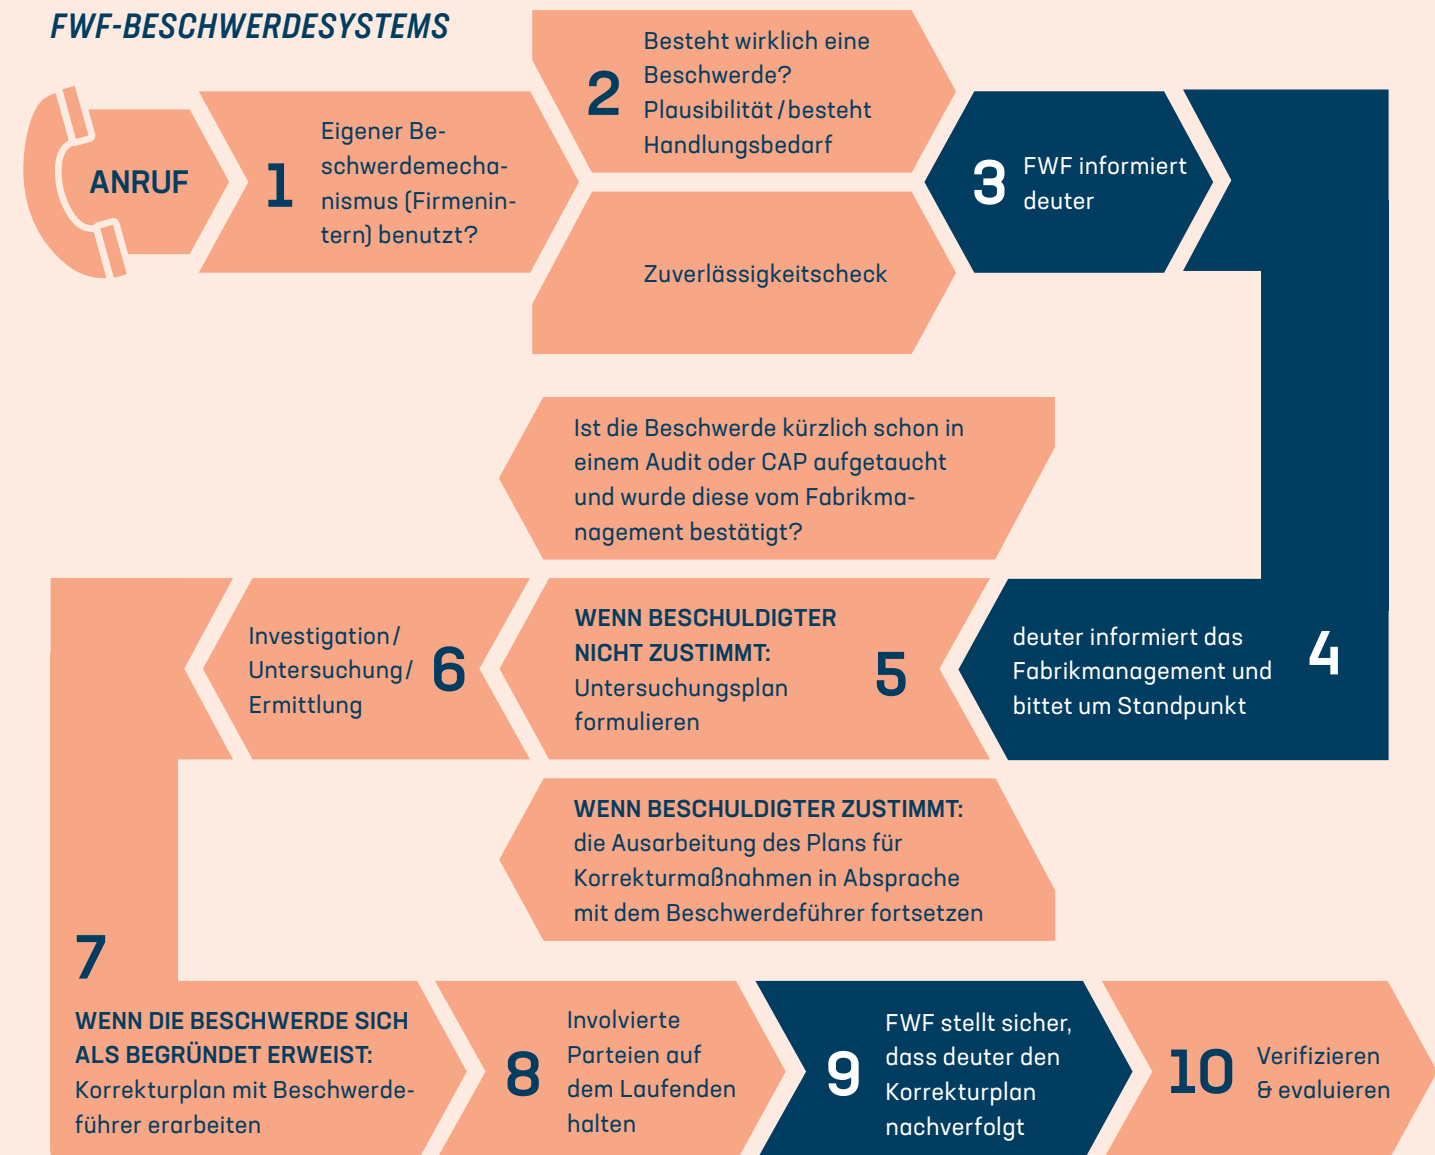 FWF-BESCHWERDESYSTEMS
ANRUF
1
Eigener Be-
schwerdemecha-
nismus (Firmenin-
tern) benutzt?
2
Besteht wirklich eine
Beschwerde?
Plausibilität / besteht
Handlungsbedarf
Zuverlässigkeitscheck
3
FWF informiert
deuter
4
deuter informiert das
Fabrikmanagement und
bittet um Standpunkt
Ist die Beschwerde kürzlich schon in
einem Audit oder CAP aufgetaucht
und wurde diese vom Fabrikma-
nagement bestätigt?
5
WENN BESCHULDIGTER
NICHT ZUSTIMMT:
Untersuchungsplan
formulieren
WENN BESCHULDIGTER ZUSTIMMT:
die Ausarbeitung des Plans für
Korrekturmaßnahmen in Absprache
mit dem Beschwerdeführer fortsetzen
6
Investigation /
Untersuchung /
Ermittlung
7
WENN DIE BESCHWERDE SICH
ALS BEGRÜNDET ERWEIST:
Korrekturplan mit Beschwerde-
führer erarbeiten
8
Involvierte
Parteien auf
dem Laufenden
halten
9
FWF stellt sicher,
dass deuter den
Korrekturplan
nachverfolgt
10
Verifizieren
& evaluieren